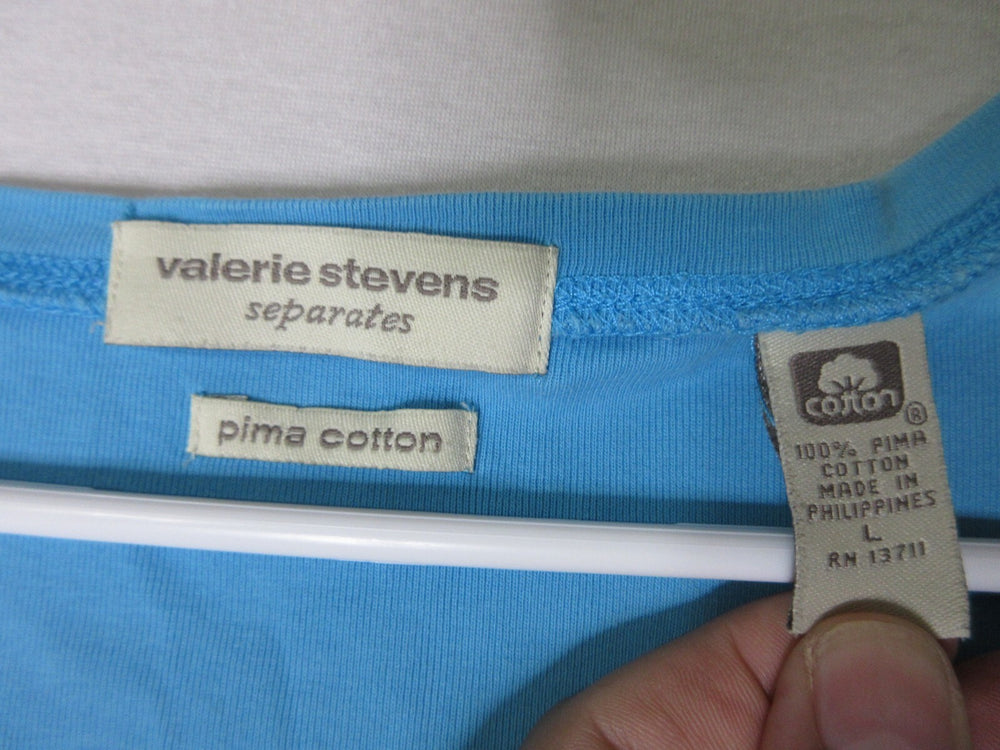 valerie stevens
separates
pima cotton
cotton ®
100% PIMA
COTTON
MADE IN
PHILIPPINES
L
RN 13711